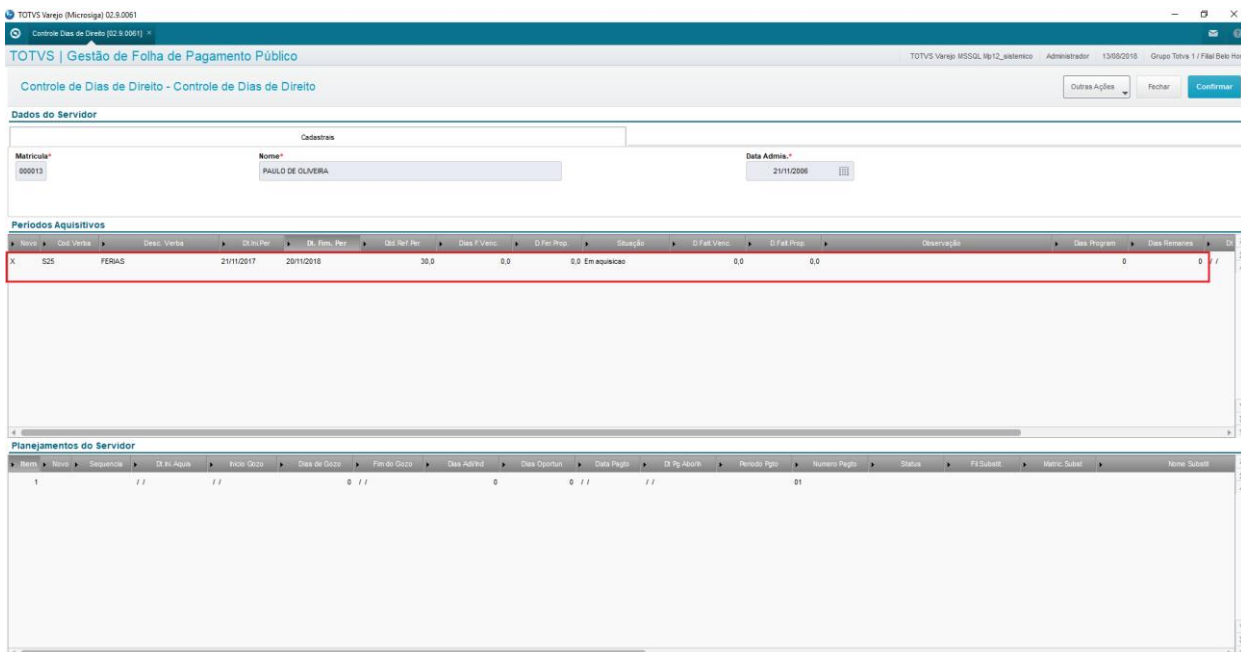 TOTVS Varejo (Microsiga) 02.9.0061
Controle Dias de Direito [02.9.0061] ×
TOTVS | Gestão de Folha de Pagamento Público
TOTVS Varejo MSSQL Mp12_sistemico Administrador 13/08/2018 Grupo Totvs 1 / Filial Belo Hor
Controle de Dias de Direito - Controle de Dias de Direito
Outras Ações Fechar Confirmar
Dados do Servidor
Cadastrais
Matricula* Nome* Data Admis.*
000013 PAULO DE OLIVEIRA 21/11/2006
Períodos Aquisitivos
Novo Cod. Verba Desc. Verba Dt.Ini.Per Dt. Fim. Per Qtd.Ref.Per Dias F.Venc. D.Fer.Prop. Situação D.Falt.Venc. D.Falt.Prop. Observação Dias Program Dias Remanes Dt
X S25 FERIAS 21/11/2017 20/11/2018 30,0 0,0 0,0 Em aquisicao 0,0 0,0 0 0 / /
Planejamentos do Servidor
Item Novo Sequencia Dt.Ini.Aquis Inicio Gozo Dias de Gozo Fim do Gozo Dias Adi/Ind Dias Oportun Data Pagto Dt Pg.Abo/In Periodo Pgto Numero Pagto Status Fil.Substit Matric. Subst Nome Substit
1 / / / / 0 / / 0 0 / / / / 01